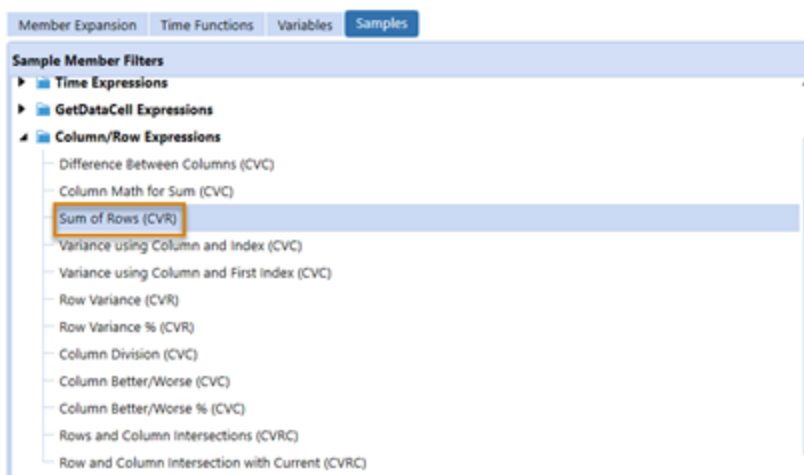 Member Expansion Time Functions Variables Samples
Sample Member Filters
Time Expressions
GetDataCell Expressions
Column/Row Expressions
Difference Between Columns (CVC)
Column Math for Sum (CVC)
Sum of Rows (CVR)
Variance using Column and Index (CVC)
Variance using Column and First Index (CVC)
Row Variance (CVR)
Row Variance % (CVR)
Column Division (CVC)
Column Better/Worse (CVC)
Column Better/Worse % (CVC)
Rows and Column Intersections (CVRC)
Row and Column Intersection with Current (CVRC)